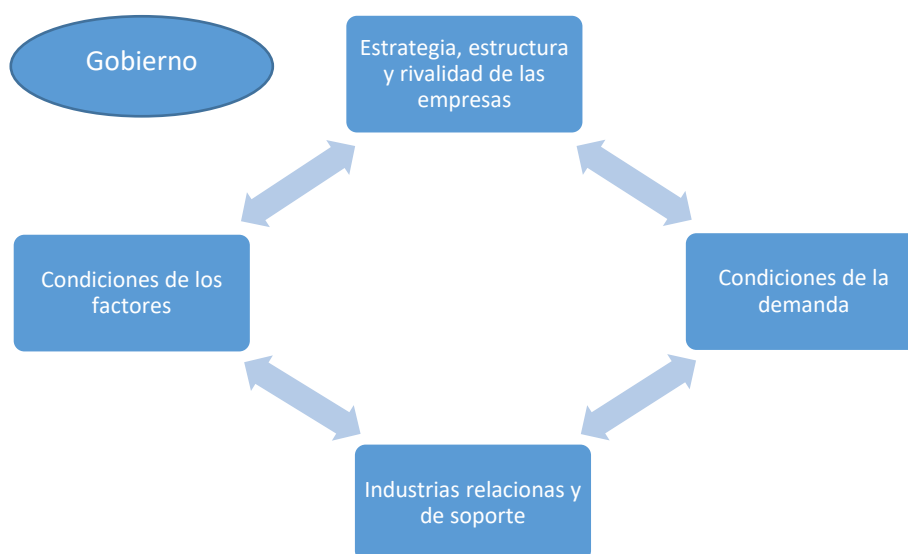 Gobierno
Estrategia, estructura
y rivalidad de las
empresas
Condiciones de los
factores
Condiciones de la
demanda
Industrias relacionas y
de soporte